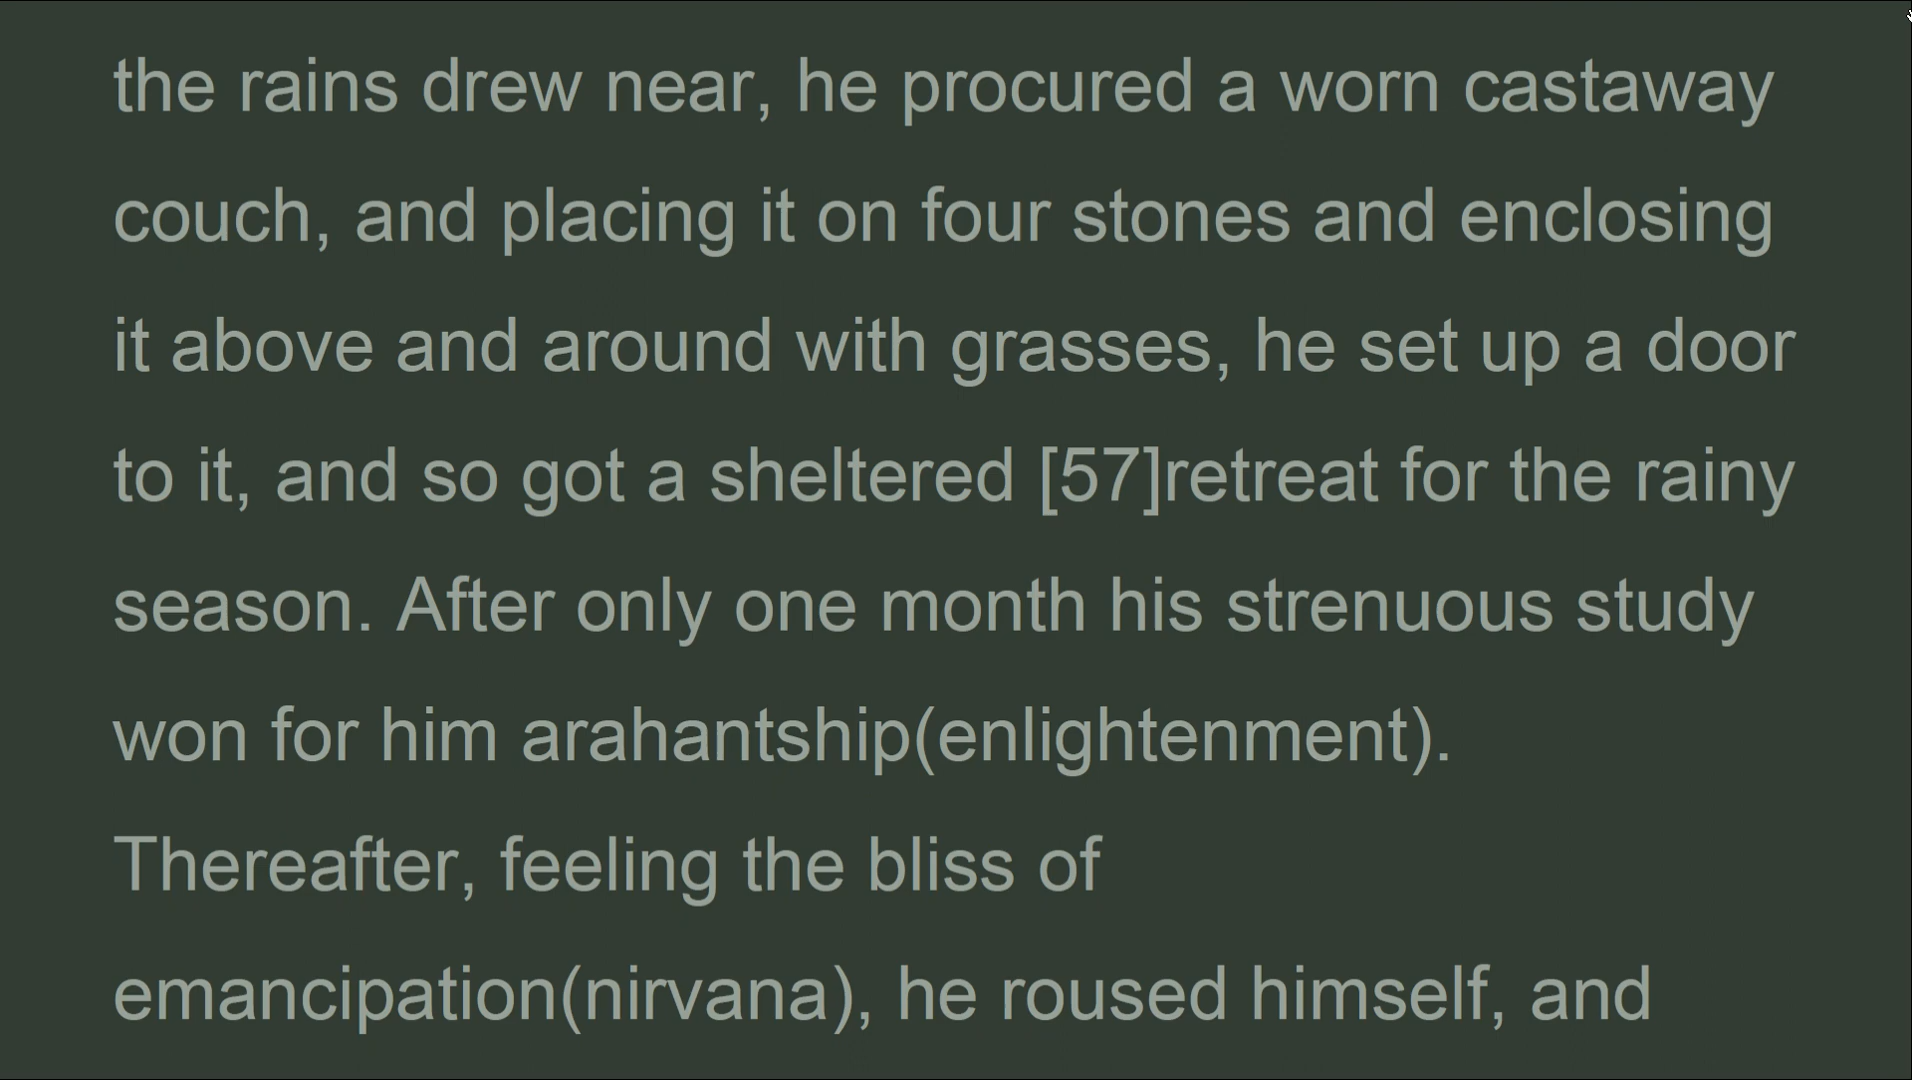 the rains drew near, he procured a worn castaway
couch, and placing it on four stones and enclosing
it above and around with grasses, he set up a door
to it, and so got a sheltered [57]retreat for the rainy
season. After only one month his strenuous study
won for him arahantship(enlightenment).
Thereafter, feeling the bliss of
emancipation(nirvana), he roused himself, and